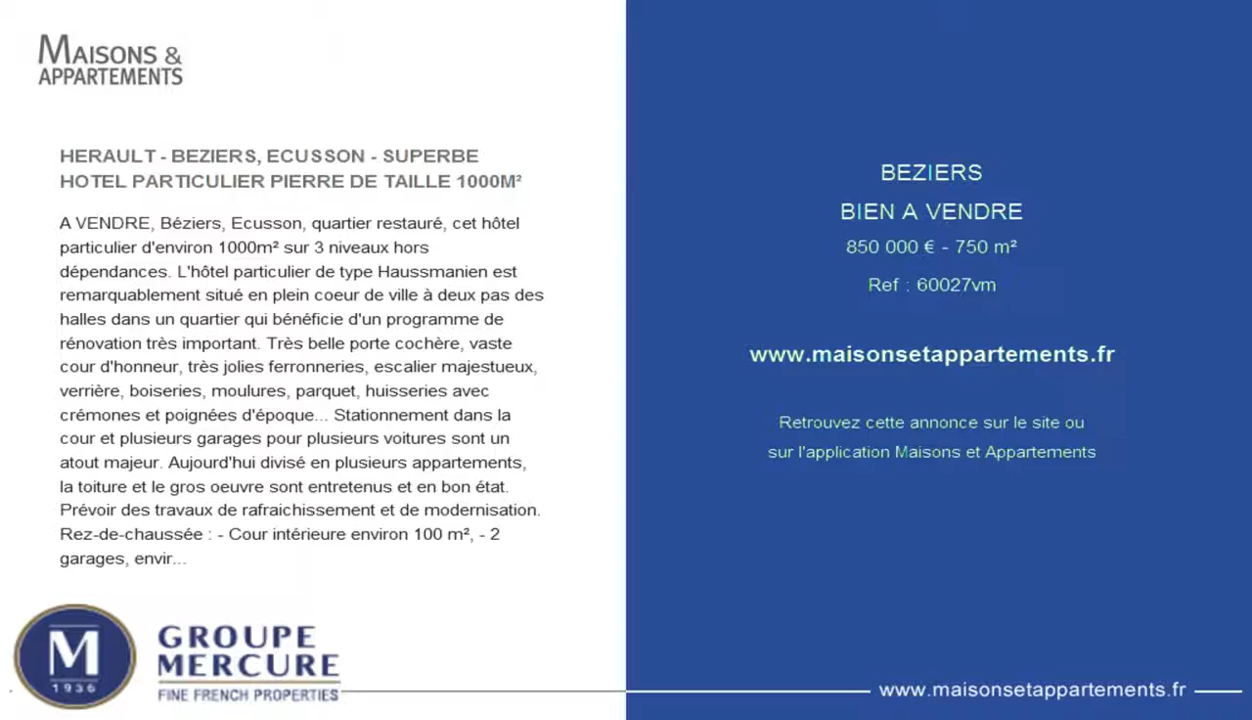 MAISONS &
APPARTEMENTS
HERAULT - BEZIERS, ECUSSON - SUPERBE
HOTEL PARTICULIER PIERRE DE TAILLE 1000M²
A VENDRE, Béziers, Ecusson, quartier restauré, cet hôtel
particulier d'environ 1000m² sur 3 niveaux hors
dépendances. L'hôtel particulier de type Haussmanien est
remarquablement situé en plein coeur de ville à deux pas des
halles dans un quartier qui bénéficie d'un programme de
rénovation très important. Très belle porte cochère, vaste
cour d'honneur, très jolies ferronneries, escalier majestueux,
verrière, boiseries, moulures, parquet, huisseries avec
crémones et poignées d'époque... Stationnement dans la
cour et plusieurs garages pour plusieurs voitures sont un
atout majeur. Aujourd'hui divisé en plusieurs appartements,
la toiture et le gros oeuvre sont entretenus et en bon état.
Prévoir des travaux de rafraichissement et de modernisation.
Rez-de-chaussée : - Cour intérieure environ 100 m², - 2
garages, envir...
M
1936
GROUPE
MERCURE
FINE FRENCH PROPERTIES
BEZIERS
BIEN A VENDRE
850 000 € - 750 m²
Ref : 60027vm
www.maisonsetappartements.fr
Retrouvez cette annonce sur le site ou
sur l'application Maisons et Appartements
www.maisonsetappartements.fr